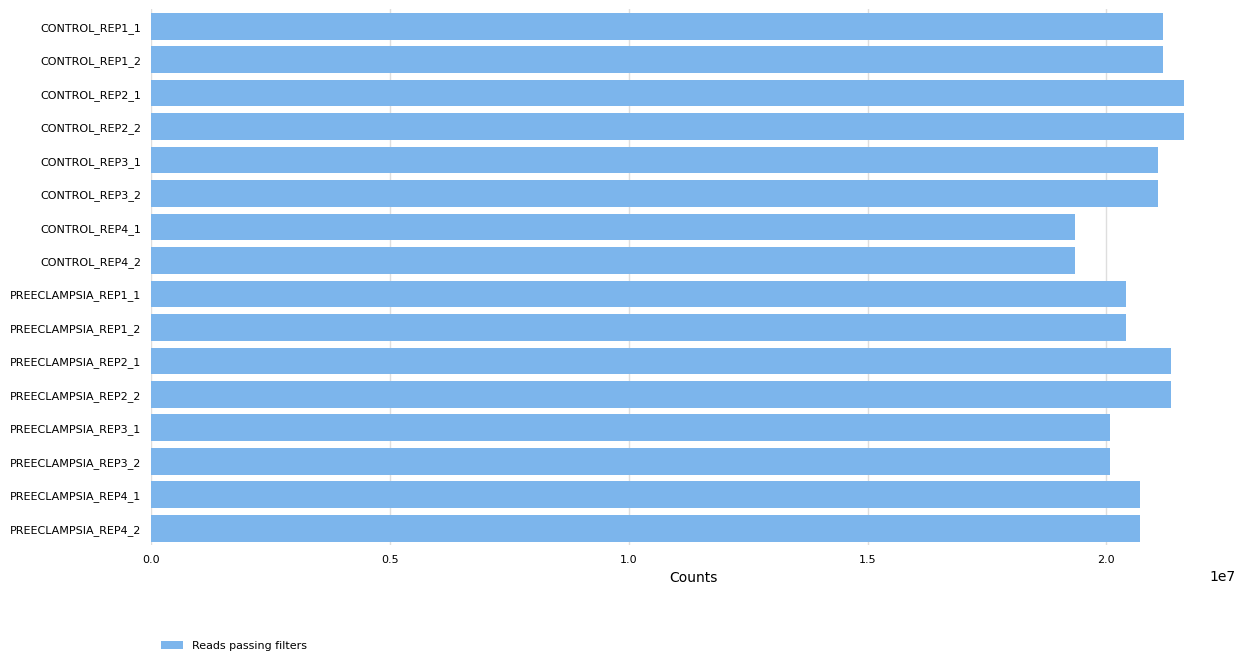 CONTROL_REP1_1
CONTROL_REP1_2
CONTROL_REP2_1
CONTROL_REP2_2
CONTROL_REP3_1
CONTROL_REP3_2
CONTROL_REP4_1
CONTROL_REP4_2
PREECLAMPSIA_REP1_1
PREECLAMPSIA_REP1_2
PREECLAMPSIA_REP2_1
PREECLAMPSIA_REP2_2
PREECLAMPSIA_REP3_1
PREECLAMPSIA_REP3_2
PREECLAMPSIA_REP4_1
PREECLAMPSIA_REP4_2
0.0 0.5 1.0 1.5 2.0
Counts 1e7
Reads passing filters